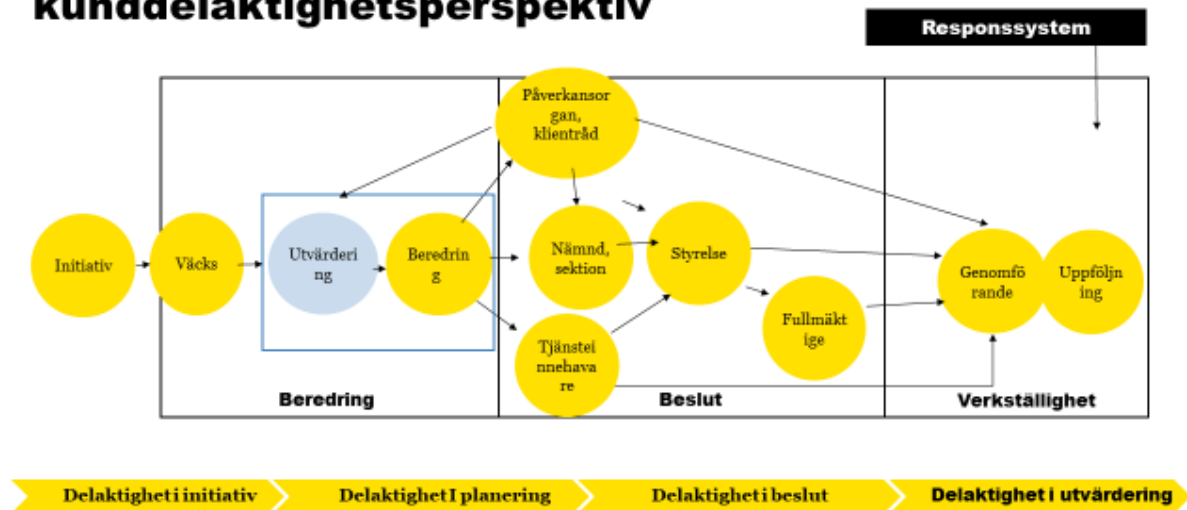 kunddelaktighetsperspektiv
Responssystem
Påverkansor
gan,
klientråd
Initiativ
Väcks
Utvärderi
ng
Beredrin
g
Nämnd,
sektion
Styrelse
Genomfö
rande
Uppföljn
ing
Fullmäkt
ige
Tjänstei
nnehava
re
Beredring
Beslut
Verkställighet
Delaktighet i initiativ
Delaktighet I planering
Delaktighet i beslut
Delaktighet i utvärdering